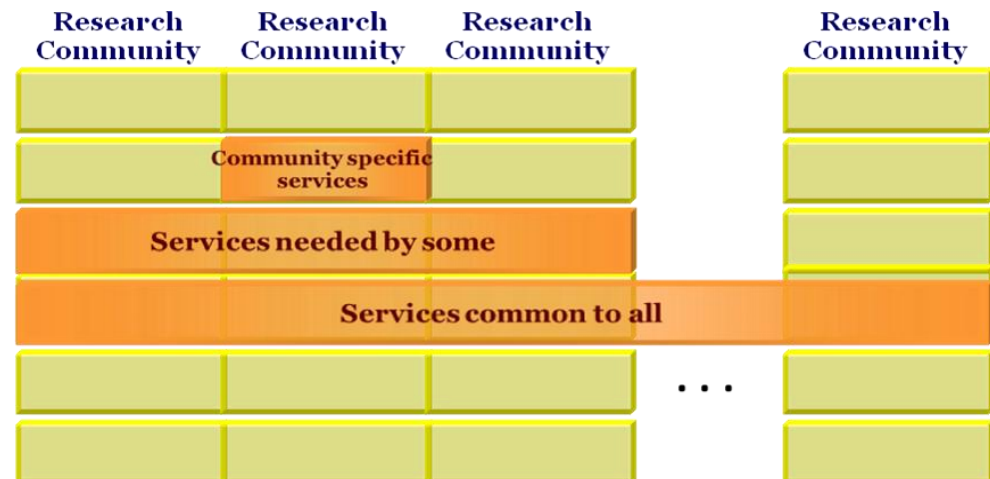 Research Research Research Research
Community Community Community Community
Community specific
services
Services needed by some
Services common to all
. . .